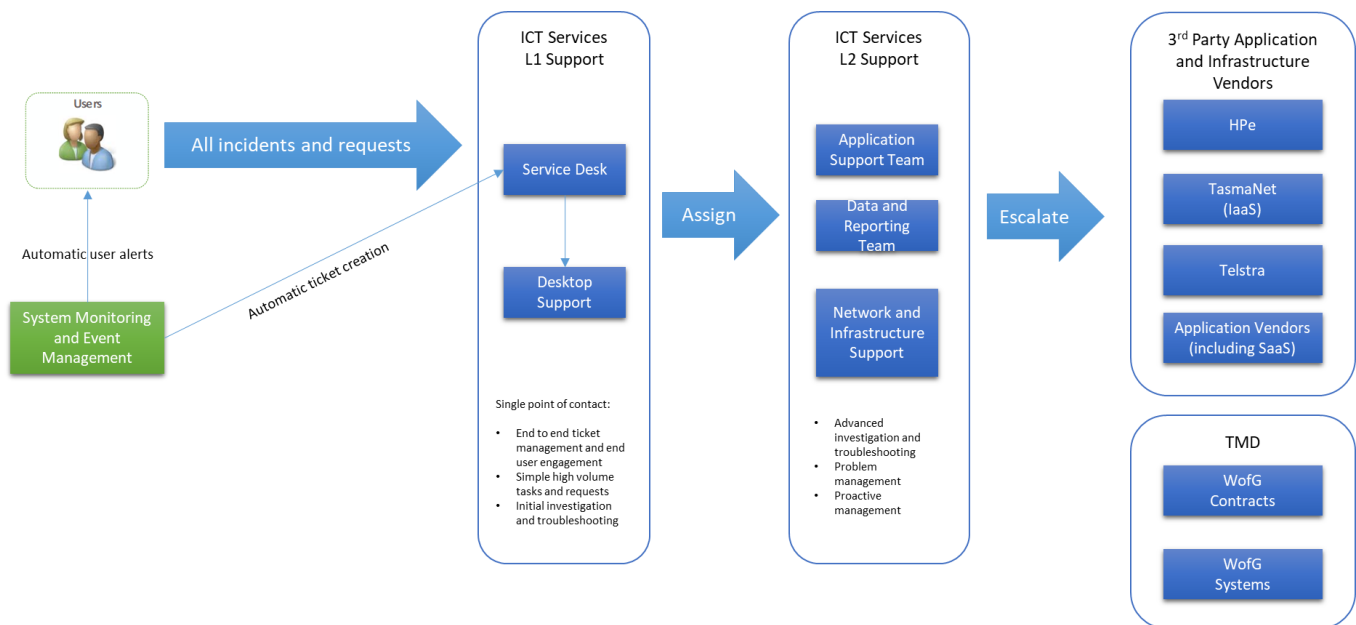 Users
All incidents and requests
Automatic user alerts
System Monitoring
and Event
Management
Automatic ticket creation
ICT Services
L1 Support
Service Desk
Desktop
Support
Single point of contact:
• End to end ticket
management and end
user engagement
• Simple high volume
tasks and requests
• Initial investigation
and troubleshooting
Assign
ICT Services
L2 Support
Application
Support Team
Data and
Reporting
Team
Network and
Infrastructure
Support
• Advanced
investigation and
troubleshooting
• Problem
management
• Proactive
management
Escalate
3rd Party Application
and Infrastructure
Vendors
HPe
TasmaNet
(IaaS)
Telstra
Application Vendors
(including SaaS)
TMD
WofG
Contracts
WofG
Systems